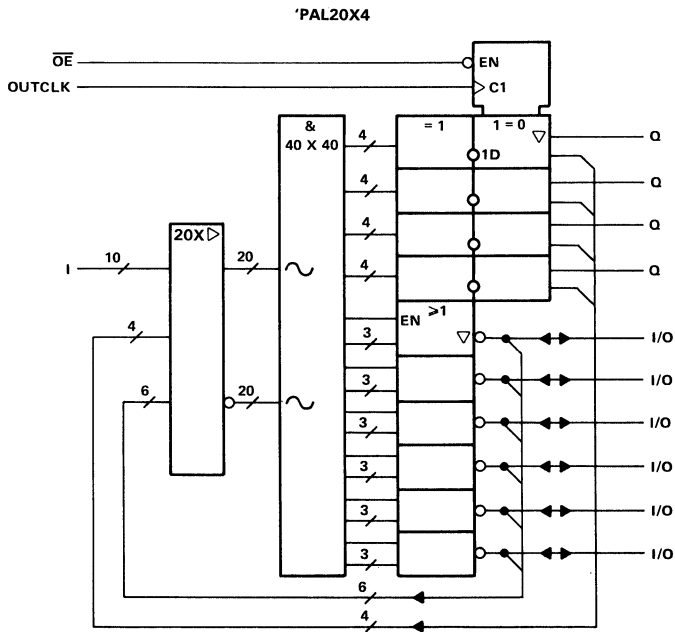 'PAL20X4
OE
EN
OUTCLK
C1
&
40 X 40
= 1
1 = 0
4
1D
Q
4
Q
4
Q
4
Q
20X
I
10
20
4
6
20
EN
≥1
3
I/O
3
I/O
3
I/O
3
I/O
3
I/O
3
I/O
6
4